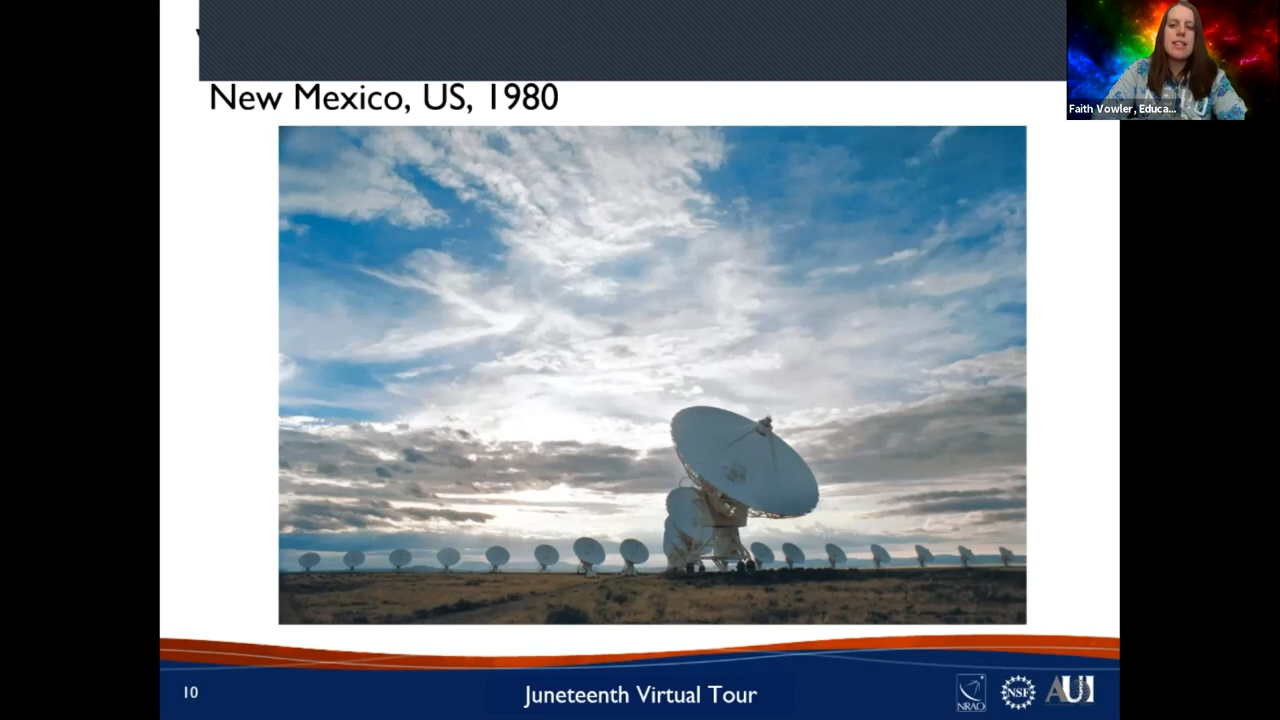 New Mexico, US, 1980
Faith Vowler, Educa...
10
Juneteenth Virtual Tour
NRAO
NSF
AUI